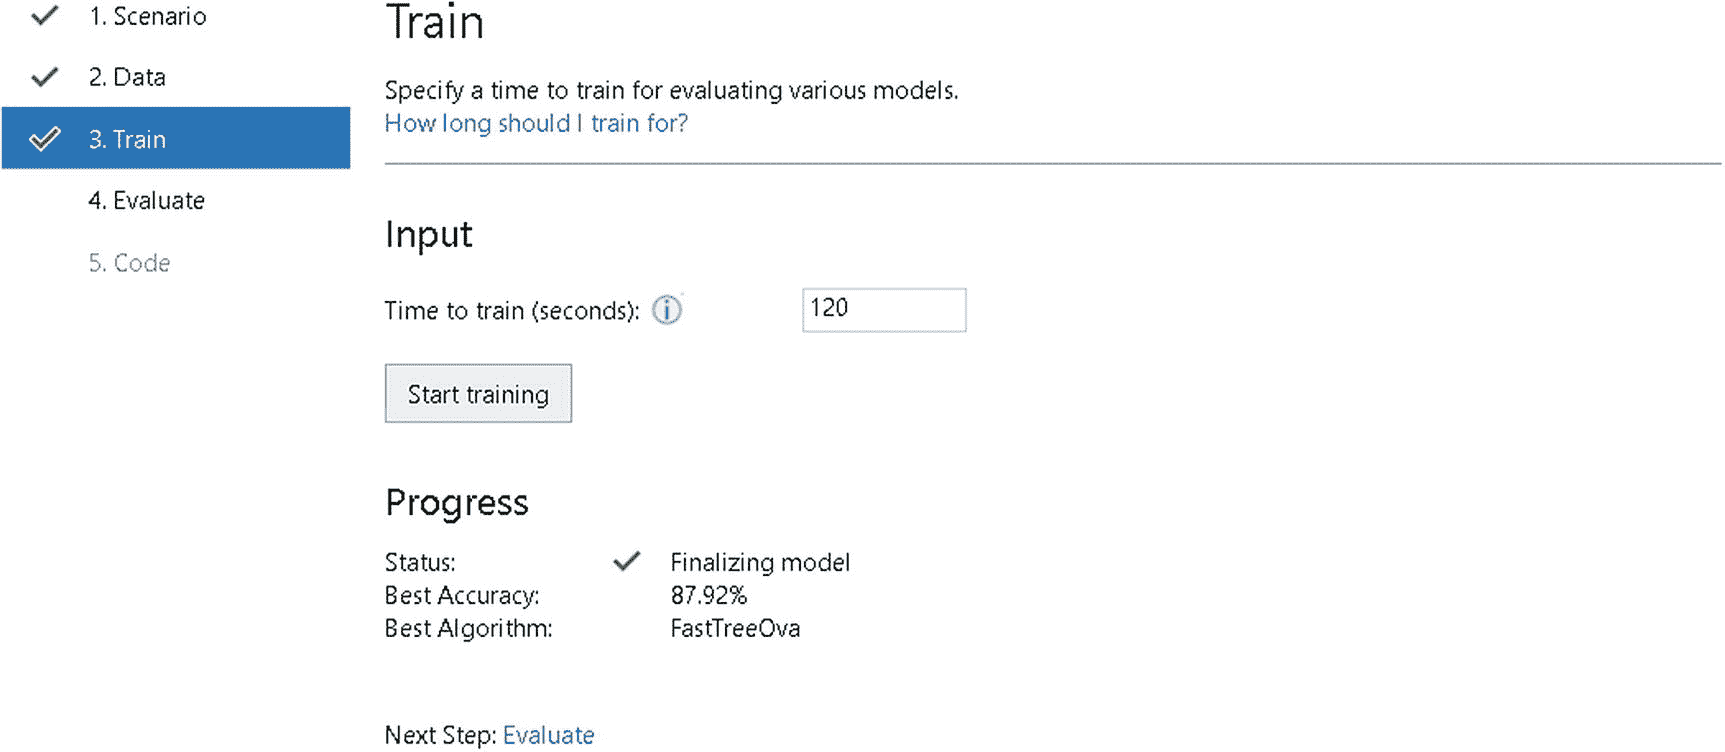 1. Scenario
2. Data
3. Train
4. Evaluate
5. Code
Train
Specify a time to train for evaluating various models.
How long should I train for?
Input
Time to train (seconds): 120
Start training
Progress
Status: Finalizing model
Best Accuracy: 87.92%
Best Algorithm: FastTreeOva
Next Step: Evaluate